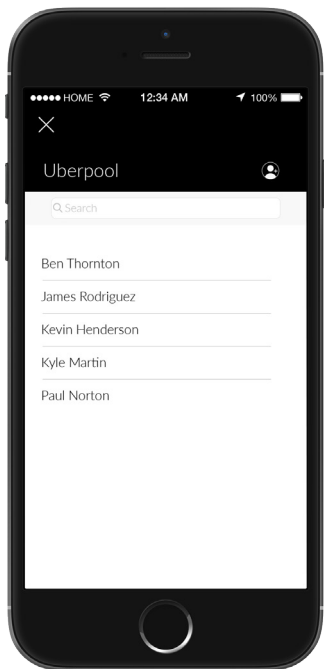 HOME 12:34 AM 100%
Uberpool
Search
Ben Thornton
James Rodriguez
Kevin Henderson
Kyle Martin
Paul Norton